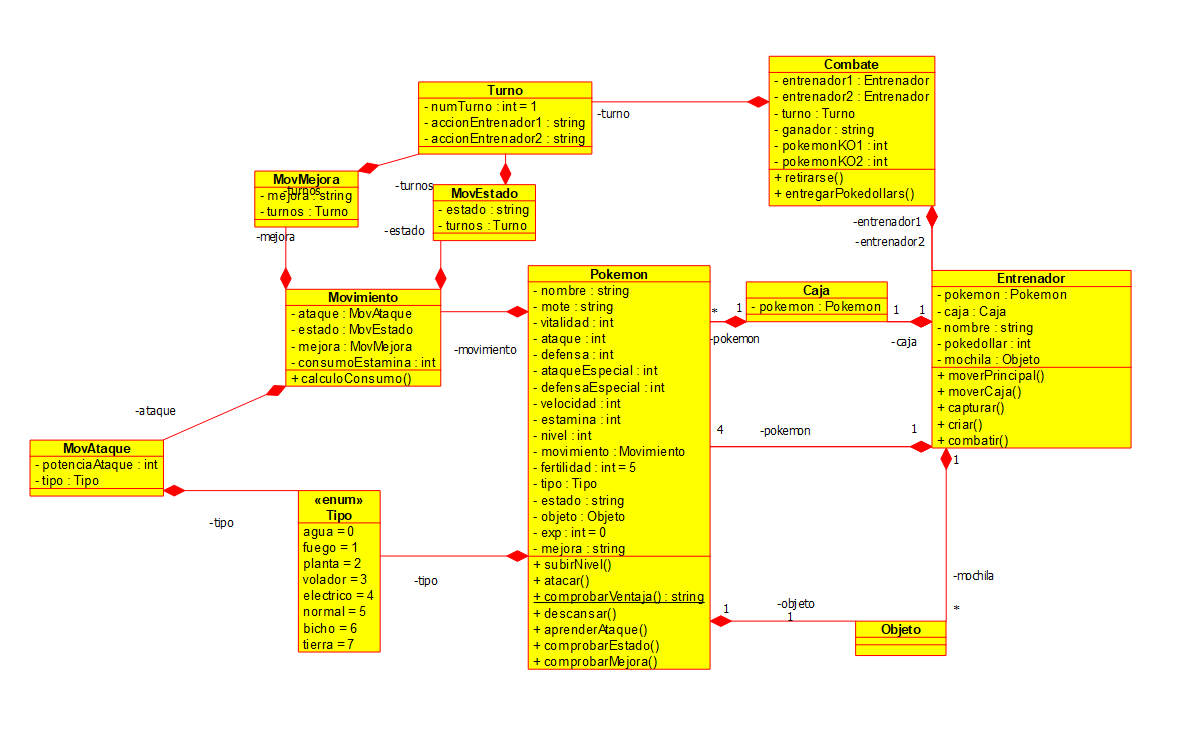 Combate
- entrenador1 : Entrenador
- entrenador2 : Entrenador
- turno : Turno
- ganador : string
- pokemonKO1 : int
- pokemonKO2 : int
+ retirarse()
+ entregarPokedollars()
Turno
- numTurno : int = 1
- accionEntrenador1 : string
- accionEntrenador2 : string
-turno
MovMejora
- mejora : string
- turnos : Turno
-turnos
-turnos
MovEstado
- estado : string
- turnos : Turno
-mejora
-estado
-entrenador1
-entrenador2
Movimiento
- ataque : MovAtaque
- estado : MovEstado
- mejora : MovMejora
- consumoEstamina : int
+ calculoConsumo()
-movimiento
-ataque
Pokemon
- nombre : string
- mote : string
- vitalidad : int
- ataque : int
- defensa : int
- ataqueEspecial : int
- defensaEspecial : int
- velocidad : int
- estamina : int
- nivel : int
- movimiento : Movimiento
- fertilidad : int = 5
- tipo : Tipo
- estado : string
- objeto : Objeto
- exp : int = 0
- mejora : string
+ subirNivel()
+ atacar()
+ comprobarVentaja() : string
+ descansar()
+ aprenderAtaque()
+ comprobarEstado()
+ comprobarMejora()
Caja
- pokemon : Pokemon
*
1
-pokemon
1
1
-caja
Entrenador
- pokemon : Pokemon
- caja : Caja
- nombre : string
- pokedollar : int
- mochila : Objeto
+ moverPrincipal()
+ moverCaja()
+ capturar()
+ criar()
+ combatir()
4
-pokemon
1
1
-mochila
*
MovAtaque
- potenciaAtaque : int
- tipo : Tipo
-tipo
«enum»
Tipo
agua = 0
fuego = 1
planta = 2
volador = 3
electrico = 4
normal = 5
bicho = 6
tierra = 7
-tipo
1
-objeto
1
Objeto